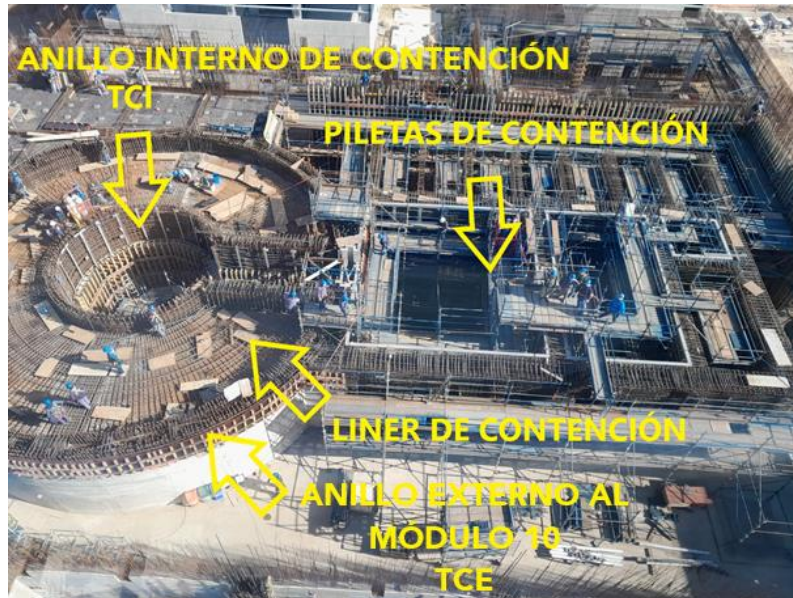 ANILLO INTERNO DE CONTENCIÓN
TCI
PILETAS DE CONTENCIÓN
LINER DE CONTENCIÓN
ANILLO EXTERNO AL
MÓDULO 10
TCE